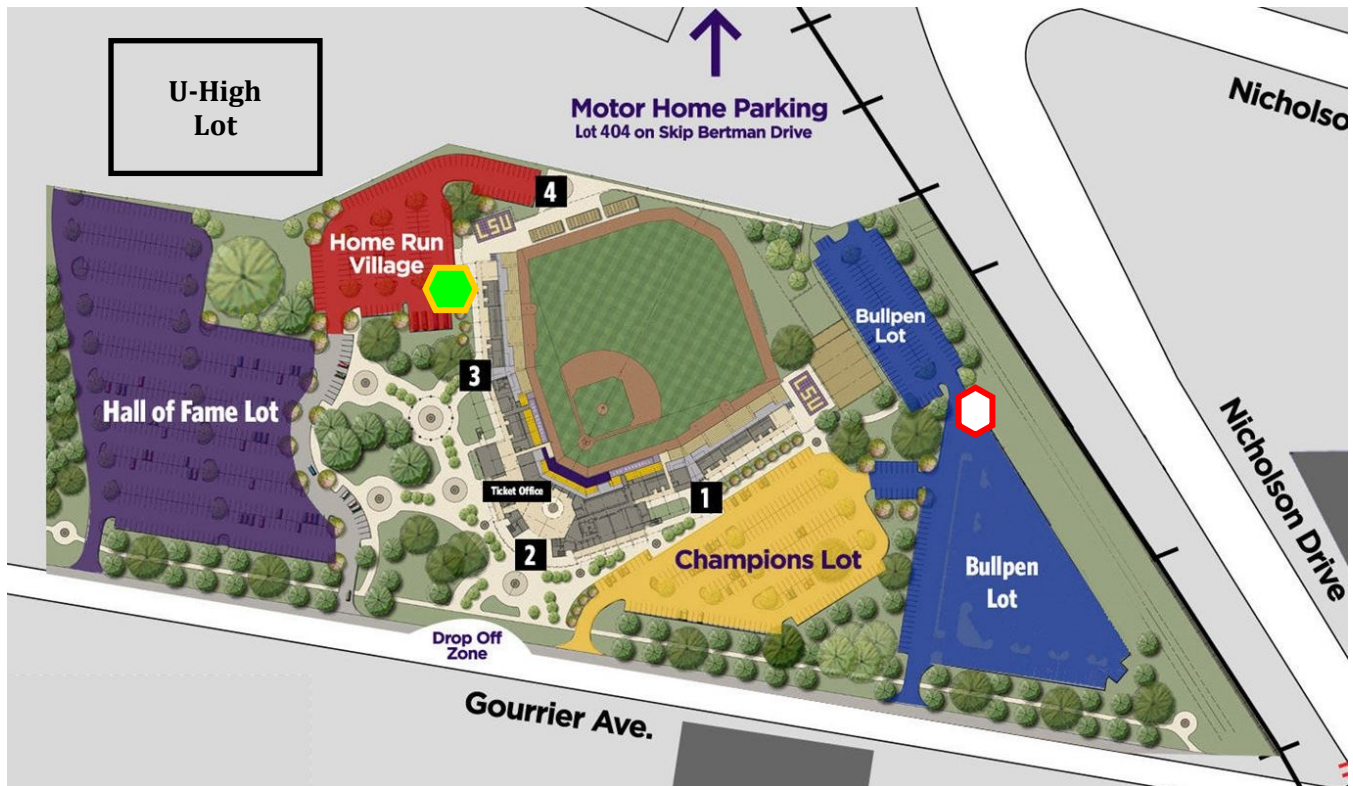 U-High
Lot
Motor Home Parking
Lot 404 on Skip Bertman Drive
Nicholso
4
LSU
Home Run
Village
Bullpen
Lot
3
LSU
Hall of Fame Lot
Nicholson Drive
Ticket Office
1
2
Champions Lot
Bullpen
Lot
Drop Off
Zone
Gourrier Ave.